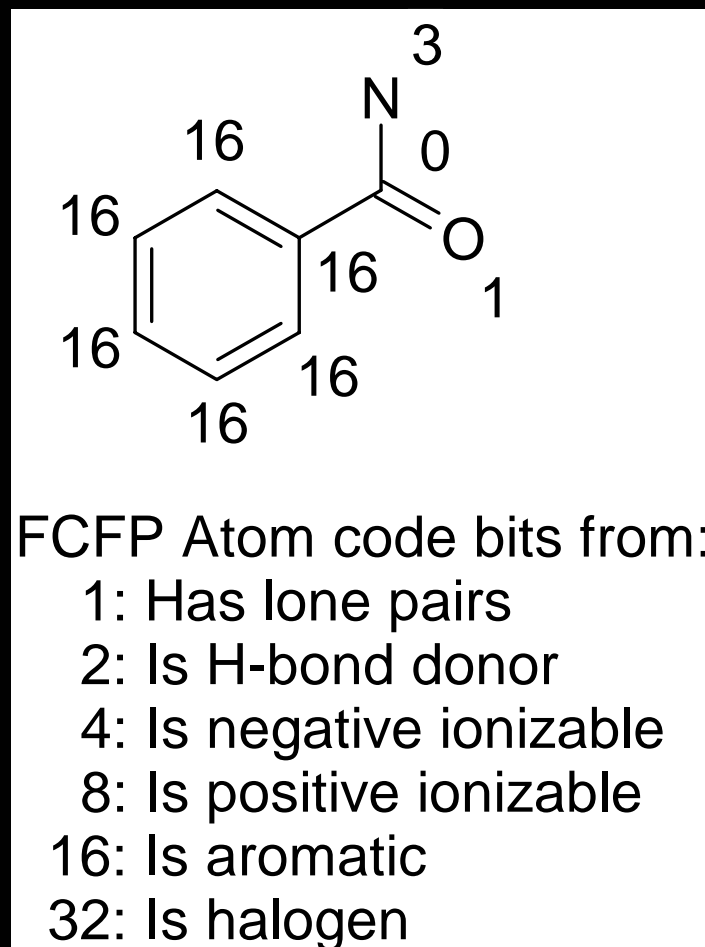 3
N
16
0
16
O
16
1
16
16
16
FCFP Atom code bits from:
1: Has lone pairs
2: Is H-bond donor
4: Is negative ionizable
8: Is positive ionizable
16: Is aromatic
32: Is halogen